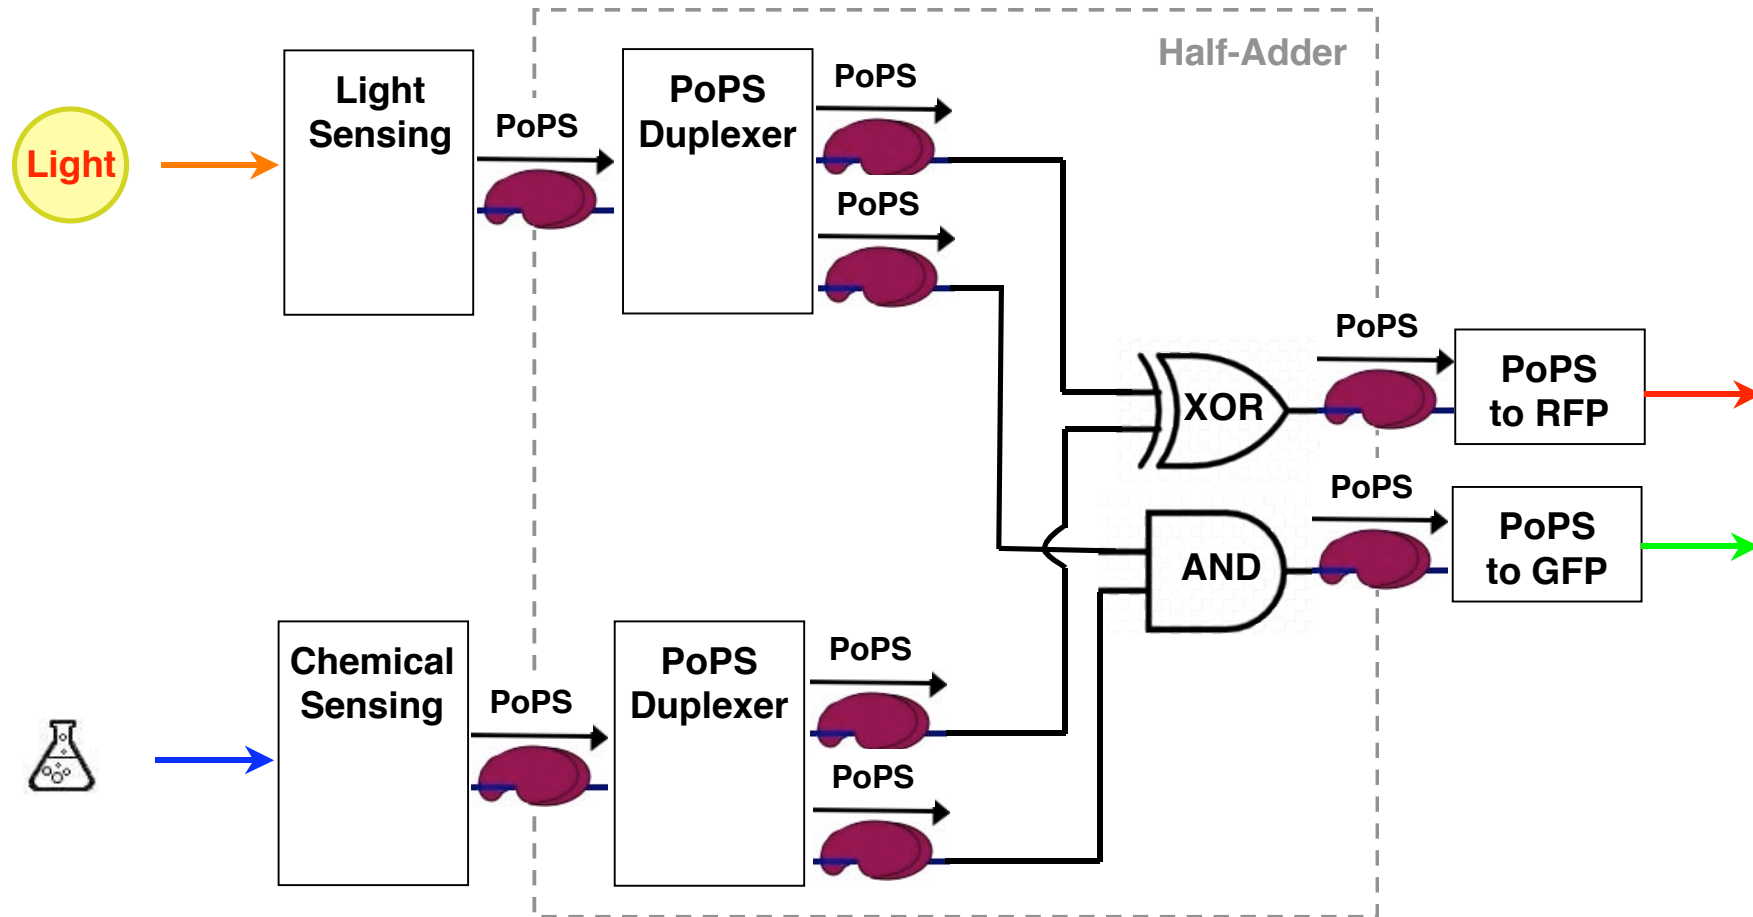 Half-Adder
Light
Light
Sensing
PoPS
PoPS
Duplexer
PoPS
PoPS
XOR
PoPS
PoPS
to RFP
AND
PoPS
PoPS
to GFP
Chemical
Sensing
PoPS
PoPS
Duplexer
PoPS
PoPS